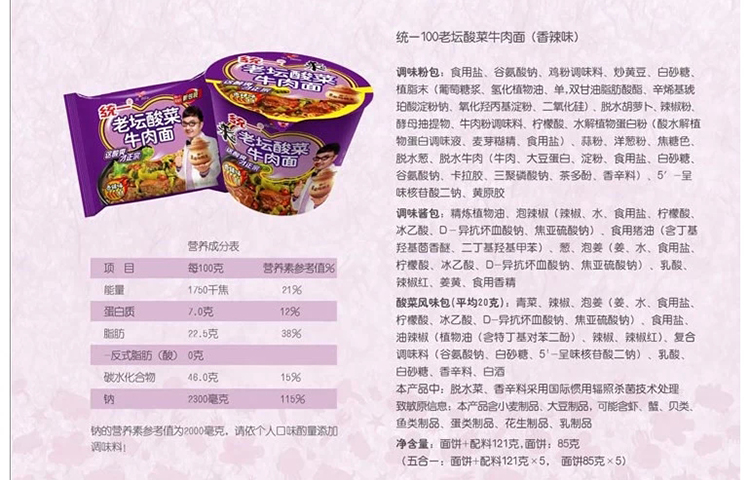 统一
老坛酸菜
牛肉面
这酸爽
才正宗
统一
老坛酸菜
牛肉面
这酸爽
才正宗
营养成分表
项 目 每100克 营养素参考值%
能量 1750千焦 21%
蛋白质 7.0克 12%
脂肪 22.5克 38%
-反式脂肪（酸） 0克
碳水化合物 46.0克 15%
钠 2300毫克 115%
钠的营养素参考值为2000毫克，请依个人口味酌量添加
调味料！
统一100老坛酸菜牛肉面（香辣味）
调味粉包：食用盐、谷氨酸钠、鸡粉调味料、炒黄豆、白砂糖、
植脂末（葡萄糖浆、氢化植物油、单,双甘油脂肪酸酯、辛烯基琥
珀酸淀粉钠、氧化羟丙基淀粉、二氧化硅）、脱水胡萝卜、辣椒粉、
酵母抽提物、牛肉粉调味料、柠檬酸、水解植物蛋白粉（酸水解植
物蛋白调味液、麦芽糊精、食用盐）、蒜粉、洋葱粉、焦糖色、
脱水葱、脱水牛肉（牛肉、大豆蛋白、淀粉、食用盐、白砂糖、
谷氨酸钠、卡拉胶、三聚磷酸钠、茶多酚、香辛料）、5′-呈
味核苷酸二钠、黄原胶
调味酱包：精炼植物油、泡辣椒（辣椒、水、食用盐、柠檬酸、
冰乙酸、D-异抗坏血酸钠、焦亚硫酸钠）、食用猪油（含丁基
羟基茴香醚、二丁基羟基甲苯）、葱、泡姜（姜、水、食用盐、
柠檬酸、冰乙酸、D-异抗坏血酸钠、焦亚硫酸钠）、乳酸、
辣椒红、姜黄、食用香精
酸菜风味包(平均20克)：青菜、辣椒、泡姜（姜、水、食用盐、
柠檬酸、冰乙酸、D-异抗坏血酸钠、焦亚硫酸钠）、食用盐、
油辣椒（植物油（含特丁基对苯二酚）、辣椒、辣椒红）、复合
调味料（谷氨酸钠、白砂糖、5'-呈味核苷酸二钠）、乳酸、
白砂糖、香辛料、白酒
本产品中：脱水菜、香辛料采用国际惯用辐照杀菌技术处理
致敏原信息：本产品含小麦制品、大豆制品，可能含虾、蟹、贝类、
鱼类制品、蛋类制品、花生制品、乳制品
净含量：面饼+配料121克,面饼：85克
（五合一：面饼+配料121克×5， 面饼85克×5）